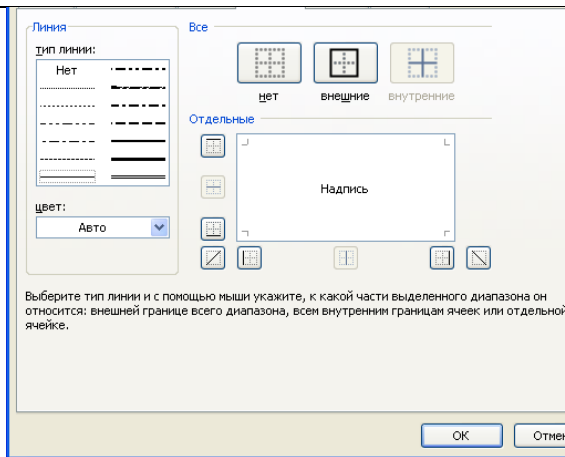 Линия
Все
тип линии:
Нет
нет
внешние
внутренние
Отдельные
Надпись
цвет:
Авто
Выберите тип линии и с помощью мыши укажите, к какой части выделенного диапазона он
относится: внешней границе всего диапазона, всем внутренним границам ячеек или отдельной
ячейке.
ОК
Отмен